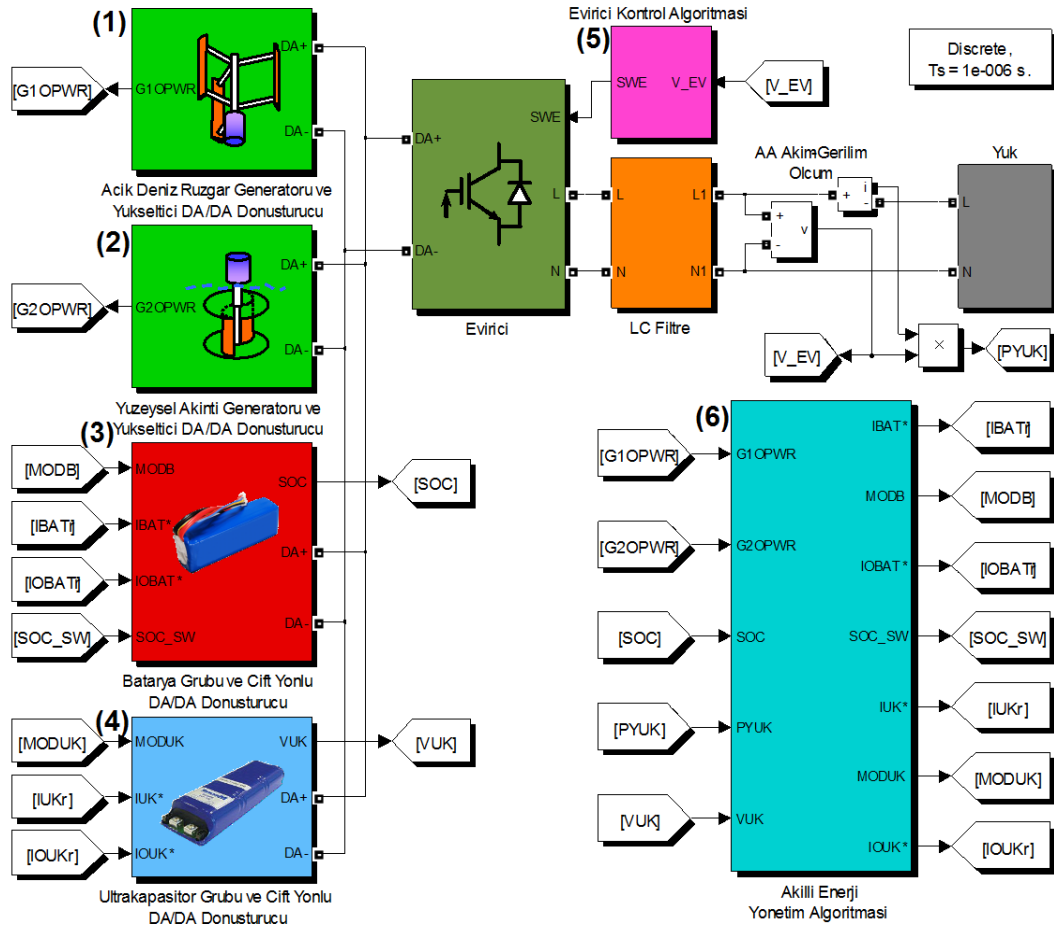 (1)
DA+
[G1OPWR]
G1OPWR
DA-
Acik Deniz Ruzgar Generatoru ve
Yukseltici DA/DA Donusturucu
(2)
DA+
[G2OPWR]
G2OPWR
DA-
Yuzeysel Akinti Generatoru ve
Yukseltici DA/DA Donusturucu
(3)
[MODB]
MODB
SOC
[SOC]
[IBATr]
IBAT*
[IOBATr]
IOBAT*
DA+
[SOC_SW]
SOC_SW
DA-
Batarya Grubu ve Cift Yonlu
DA/DA Donusturucu
(4)
[MODUK]
MODUK
VUK
[VUK]
[IUKr]
IUK*
DA+
[IOUKr]
IOUK*
DA-
Ultrakapasitor Grubu ve Cift Yonlu
DA/DA Donusturucu
Evirici Kontrol Algoritmasi
(5)
SWE
V_EV
[V_EV]
Discrete,
Ts = 1e-006 s.
SWE
DA+
L
DA-
N
Evirici
L
L1
N
N1
LC Filtre
AA Akim-Gerilim
Olcum
+
i
-
+
v
-
Yuk
L
N
[V_EV]
×
[PYUK]
(6)
[G1OPWR]
G1OPWR
[G2OPWR]
G2OPWR
[SOC]
SOC
[PYUK]
PYUK
[VUK]
VUK
IBAT*
[IBATr]
MODB
[MODB]
IOBAT*
[IOBATr]
SOC_SW
[SOC_SW]
IUK*
[IUKr]
MODUK
[MODUK]
IOUK*
[IOUKr]
Akilli Enerji
Yonetim Algoritmasi